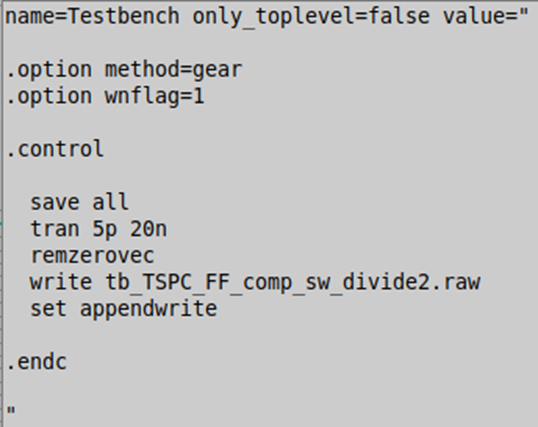 name=Testbench only_toplevel=false value="
.option method=gear
.option wnflag=1
.control
save all
tran 5p 20n
remzerovec
write tb_TSPC_FF_comp_sw_divide2.raw
set appendwrite
.endc
"